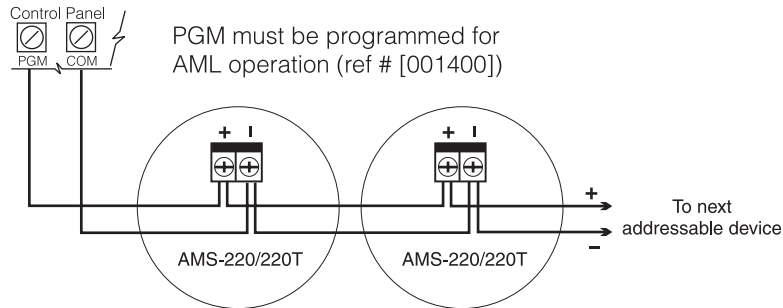 Control Panel
PGM COM
PGM must be programmed for
AML operation (ref # [001400])
+ –
+ –
+
To next
addressable device
–
AMS-220/220T
AMS-220/220T